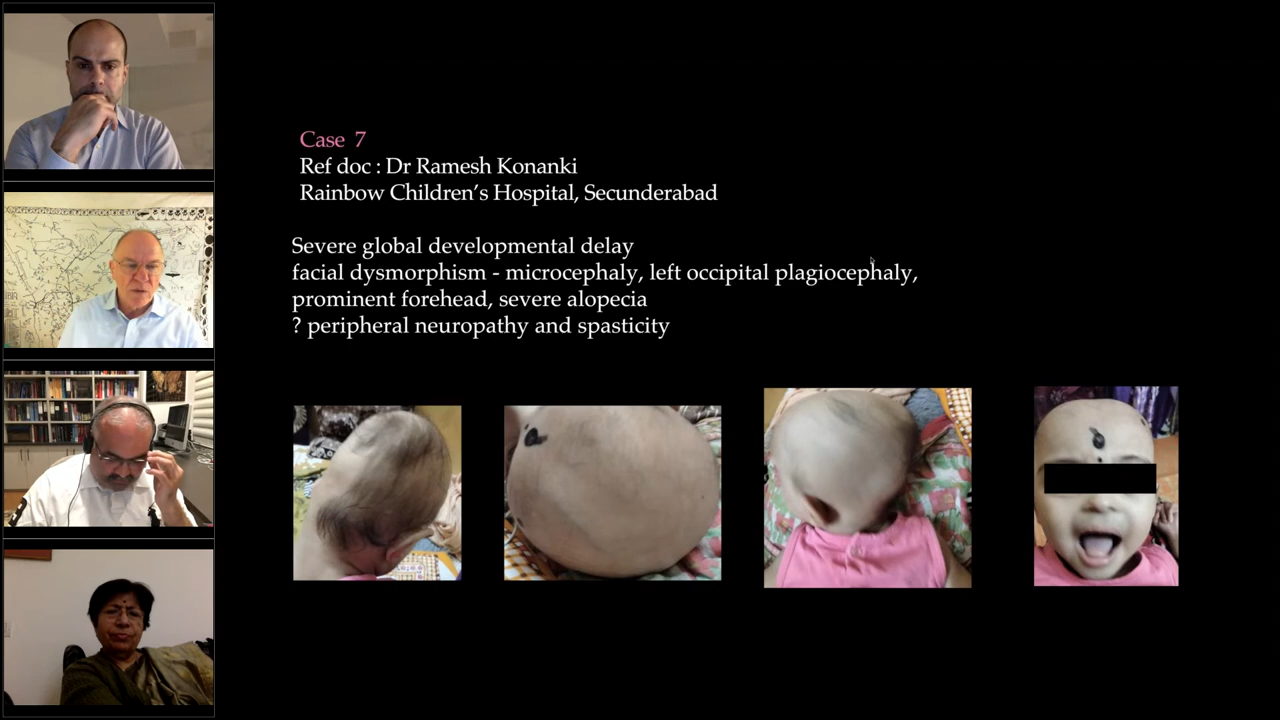 Case 7
Ref doc : Dr Ramesh Konanki
Rainbow Children's Hospital, Secunderabad
Severe global developmental delay
facial dysmorphism - microcephaly, left occipital plagiocephaly,
prominent forehead, severe alopecia
? peripheral neuropathy and spasticity